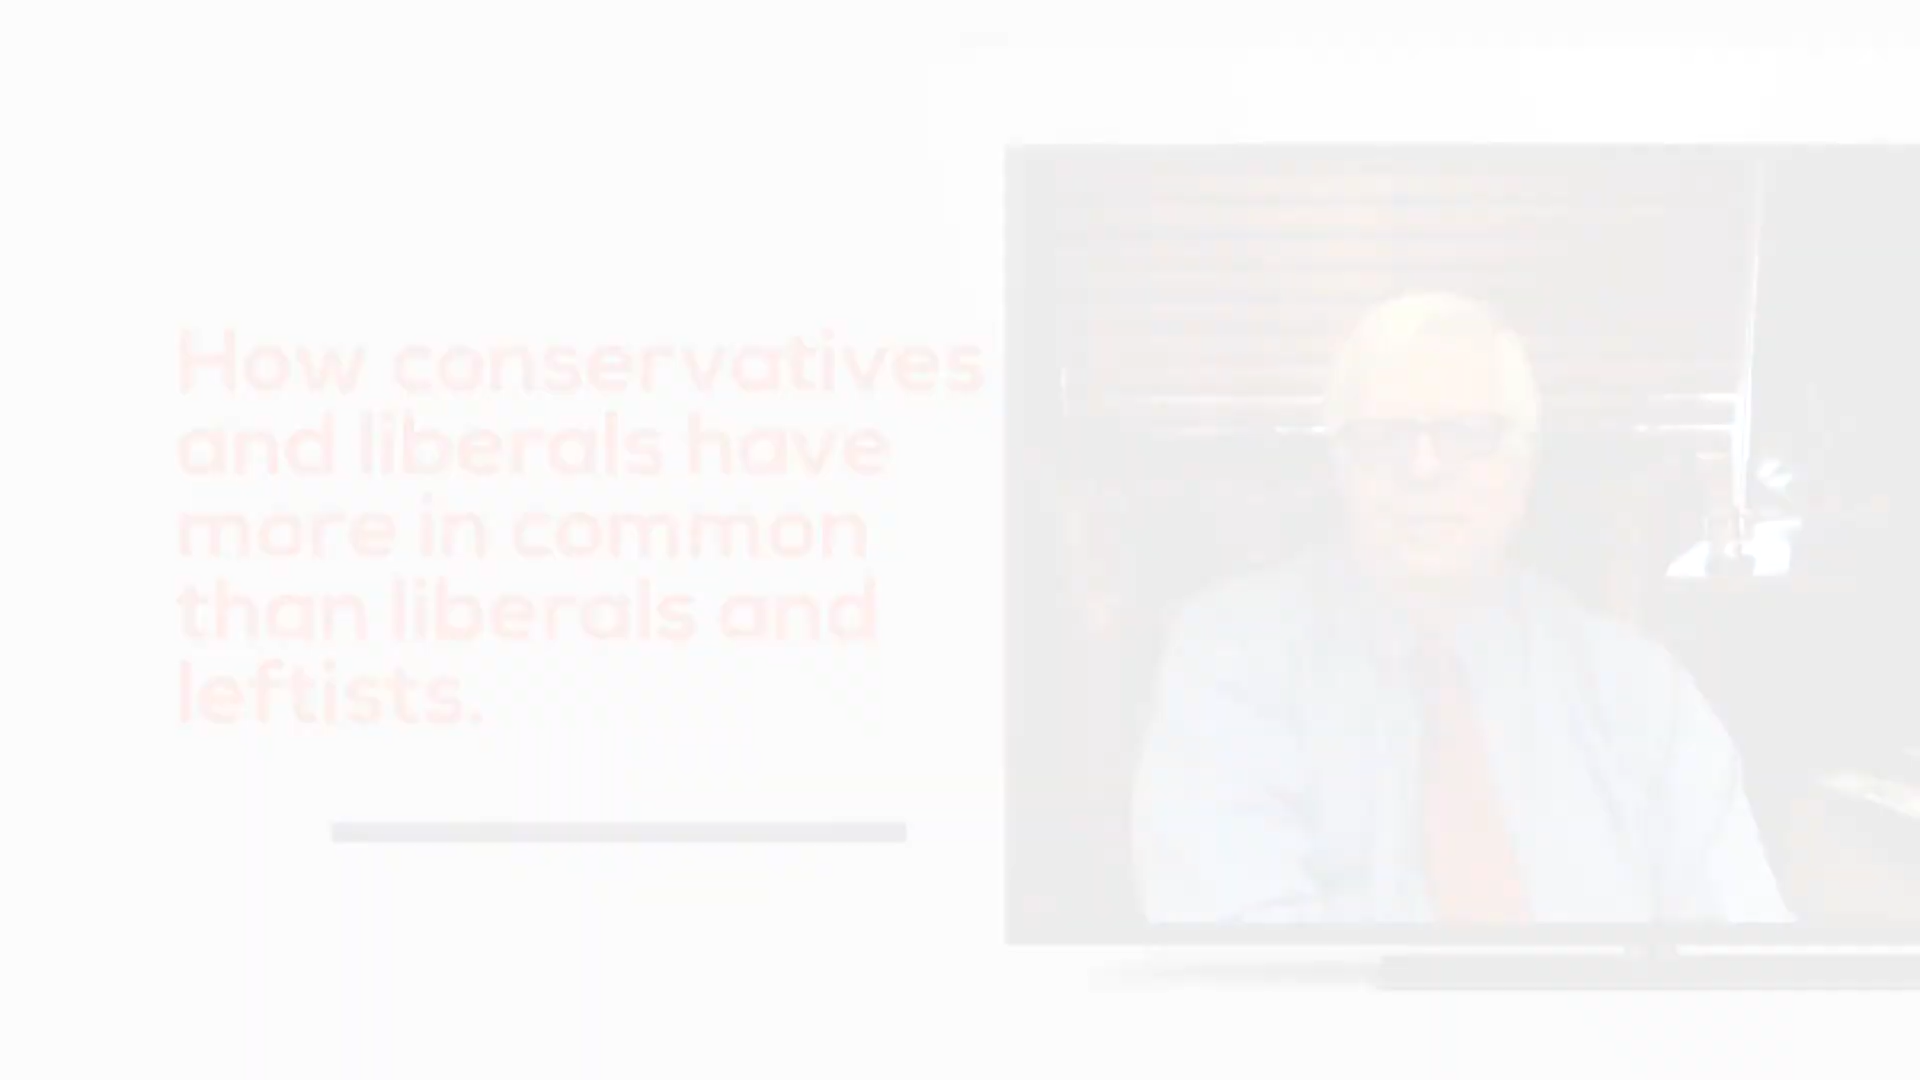 How conservatives
and liberals have
more in common
than liberals and
leftists.